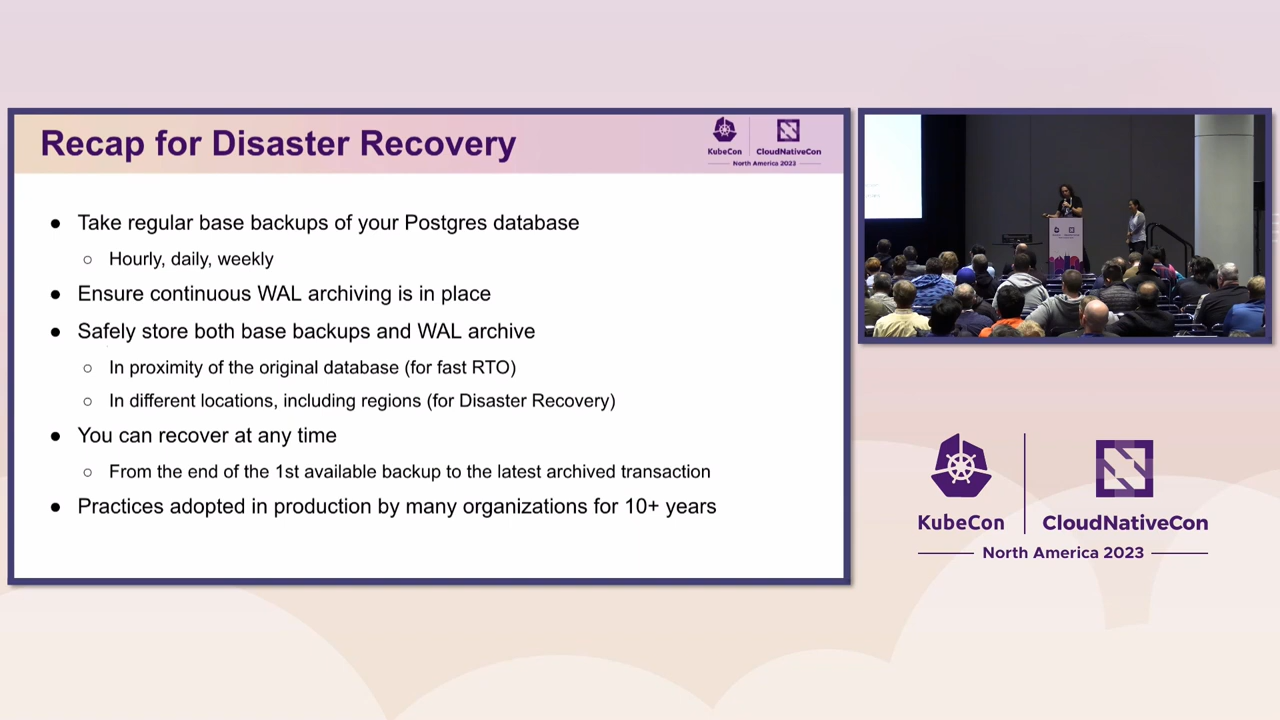 Recap for Disaster Recovery
KubeCon
CloudNativeCon
North America 2023
● Take regular base backups of your Postgres database
○ Hourly, daily, weekly
● Ensure continuous WAL archiving is in place
● Safely store both base backups and WAL archive
○ In proximity of the original database (for fast RTO)
○ In different locations, including regions (for Disaster Recovery)
● You can recover at any time
○ From the end of the 1st available backup to the latest archived transaction
● Practices adopted in production by many organizations for 10+ years
KubeCon
CloudNativeCon
North America 2023